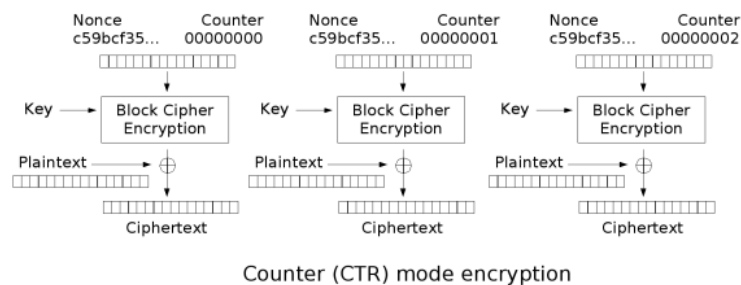 Nonce Counter Nonce Counter Nonce Counter
c59bcf35... 00000000 c59bcf35... 00000001 c59bcf35... 00000002
Key Block Cipher Encryption Key Block Cipher Encryption Key Block Cipher Encryption
Plaintext Plaintext Plaintext
Ciphertext Ciphertext Ciphertext
Counter (CTR) mode encryption